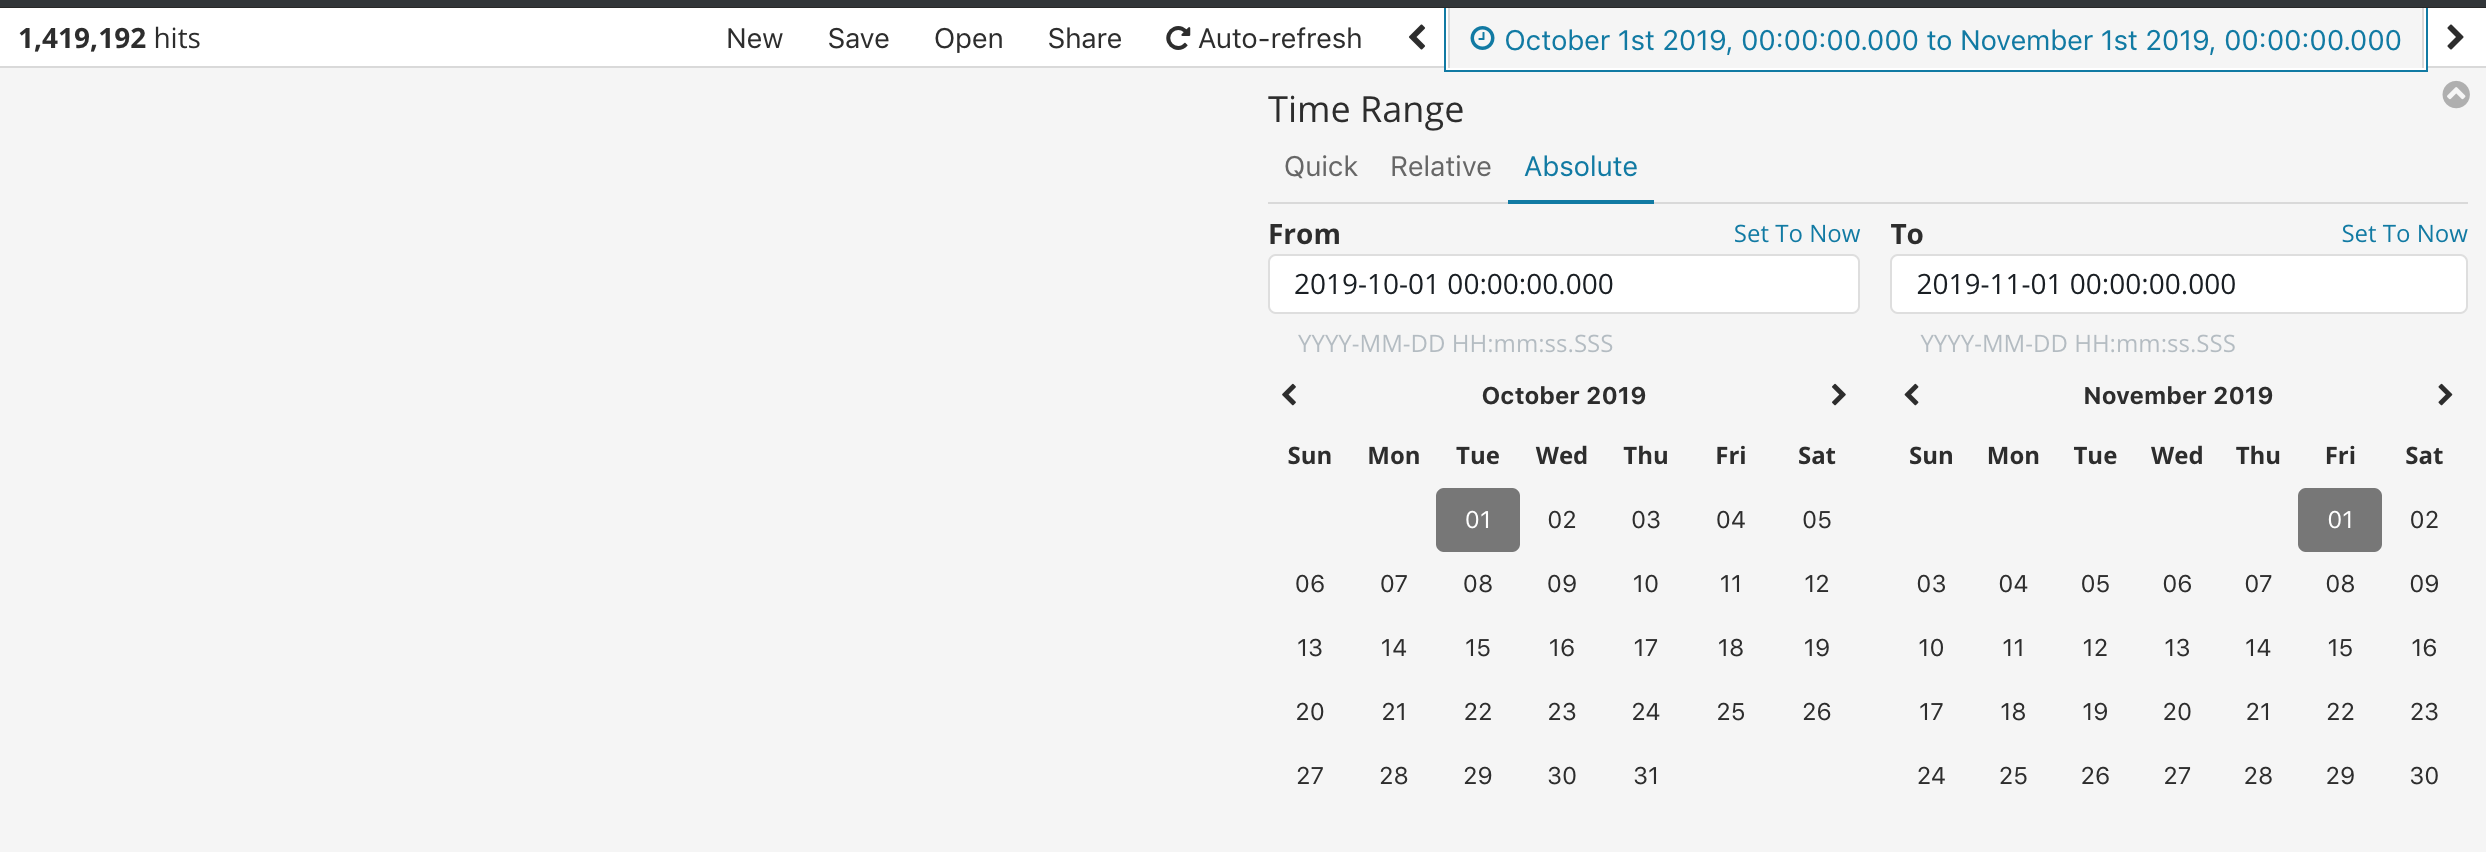 1,419,192 hits New Save Open Share Auto-refresh October 1st 2019, 00:00:00.000 to November 1st 2019, 00:00:00.000
Time Range
Quick Relative Absolute
From Set To Now To Set To Now
2019-10-01 00:00:00.000 2019-11-01 00:00:00.000
YYYY-MM-DD HH:mm:ss.SSS YYYY-MM-DD HH:mm:ss.SSS
October 2019 November 2019
Sun Mon Tue Wed Thu Fri Sat Sun Mon Tue Wed Thu Fri Sat
01 02 03 04 05 01 02
06 07 08 09 10 11 12 03 04 05 06 07 08 09
13 14 15 16 17 18 19 10 11 12 13 14 15 16
20 21 22 23 24 25 26 17 18 19 20 21 22 23
27 28 29 30 31 24 25 26 27 28 29 30